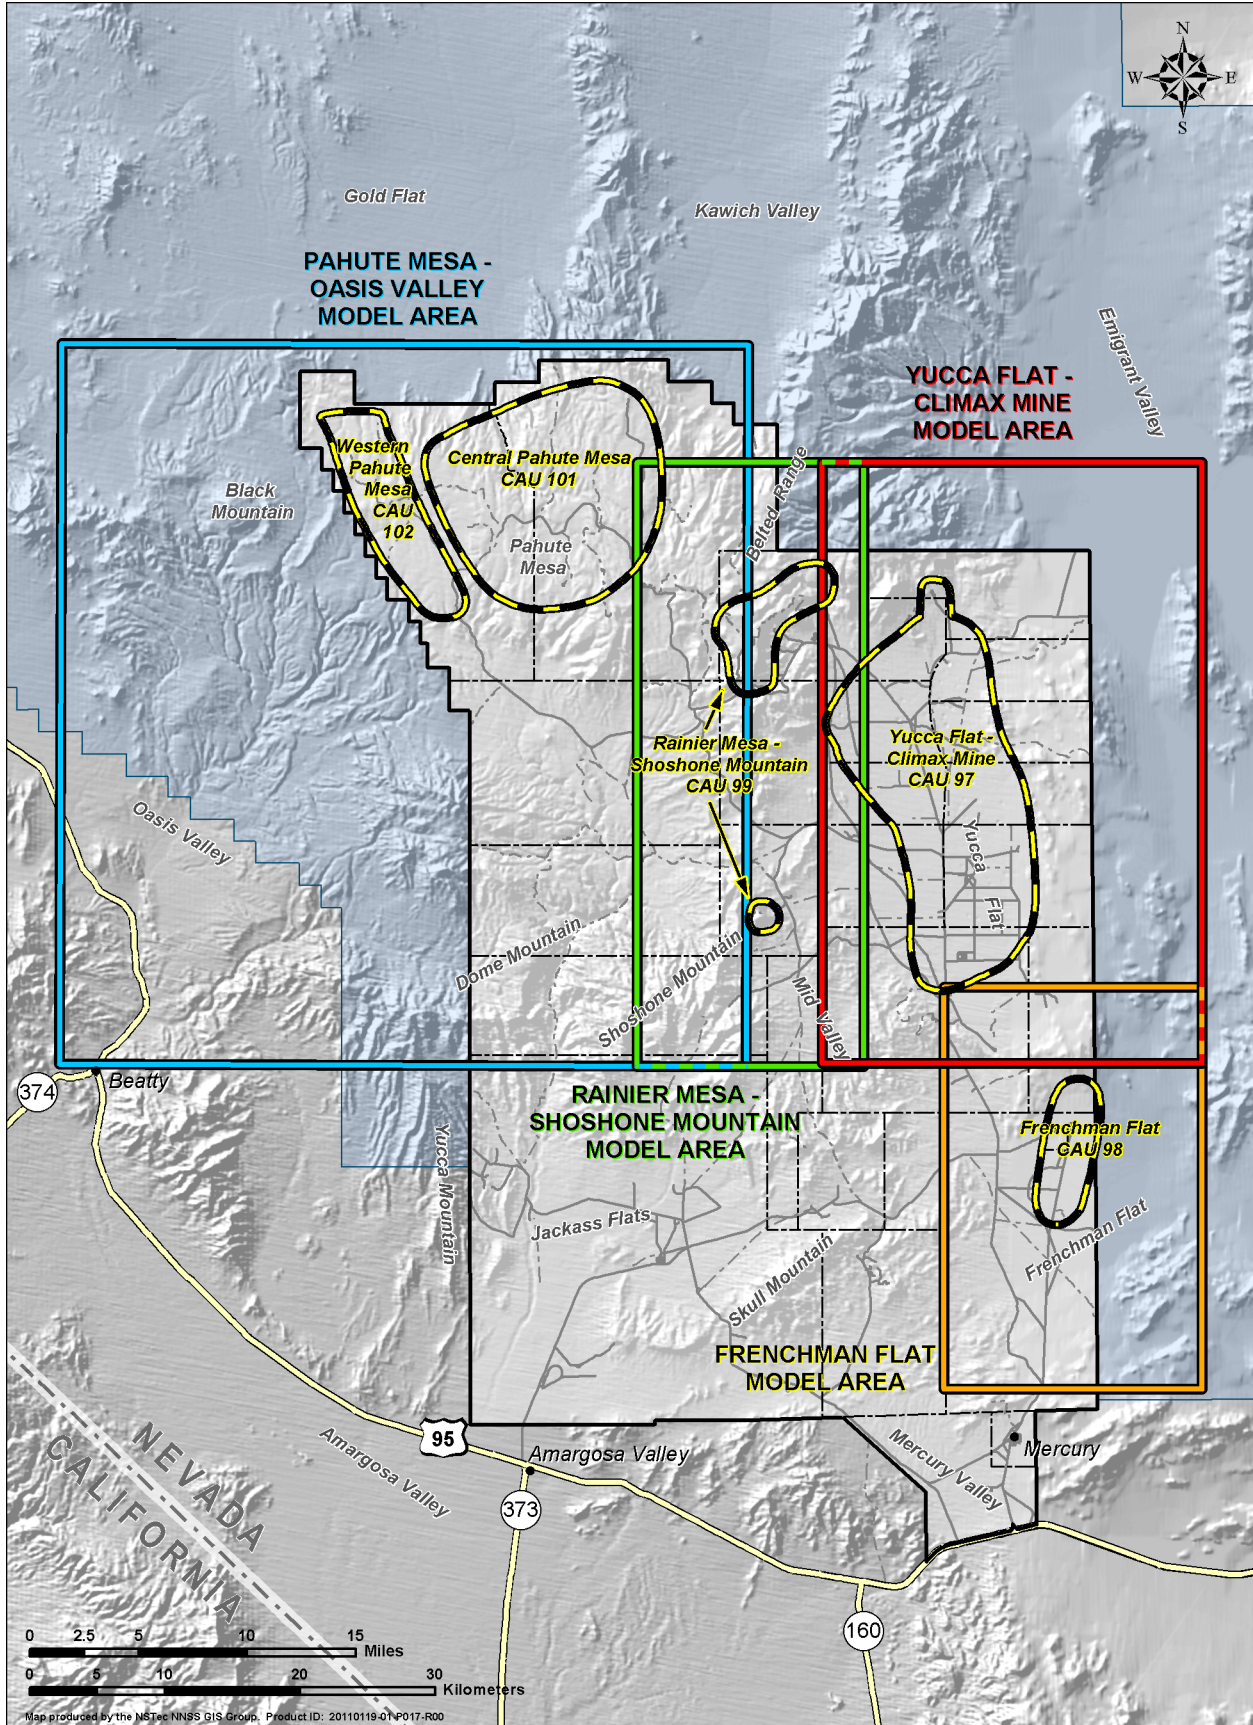 N
W
E
S
Gold Flat
Kawich Valley
PAHUTE MESA -
OASIS VALLEY
MODEL AREA
Emigrant Valley
YUCCA FLAT -
CLIMAX MINE
MODEL AREA
Western
Pahute
Mesa
CAU
102
Central Pahute Mesa
CAU 101
Black
Mountain
Belted Range
Pahute
Mesa
Rainier Mesa -
Shoshone Mountain
CAU 99
Yucca Flat -
Climax Mine
CAU 97
Oasis Valley
Yucca Flat
Dome Mountain
Shoshone Mountain
Mid Valley
Beatty
374
RAINIER MESA -
SHOSHONE MOUNTAIN
MODEL AREA
Frenchman Flat
CAU 98
Yucca Mountain
Jackass Flats
Skull Mountain
Frenchman Flat
FRENCHMAN FLAT
MODEL AREA
95
Amargosa Valley
Amargosa Valley
Mercury Valley
Mercury
NEVADA
CALIFORNIA
373
160
0 2.5 5 10 15
Miles
0 5 10 20 30
Kilometers
Map produced by the NSTec NNSS GIS Group. Product ID: 20110119-01-P017-R00